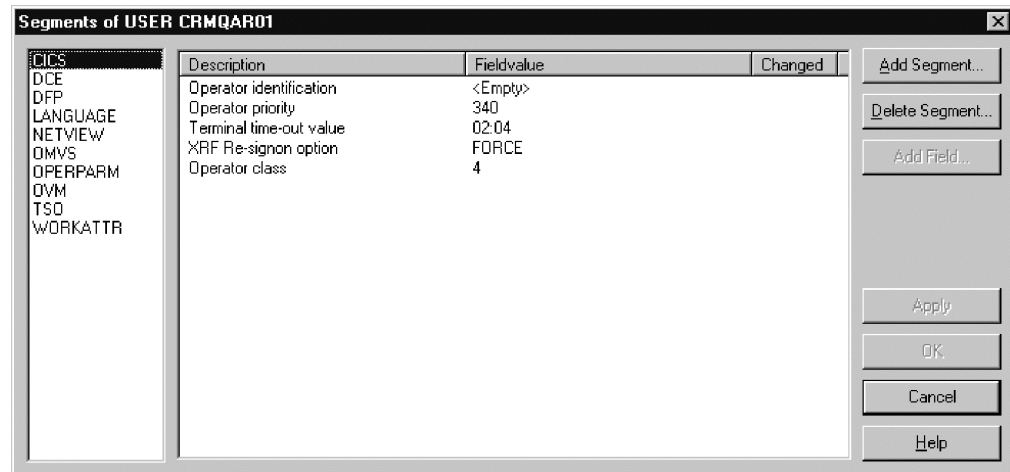 Segments of USER CRMQAR01
CICS
DCE
DFP
LANGUAGE
NETVIEW
OMVS
OPERPARM
OVM
TSO
WORKATTR
Description Fieldvalue Changed
Operator identification <Empty>
Operator priority 340
Terminal time-out value 02:04
XRF Re-signon option FORCE
Operator class 4
Add Segment...
Delete Segment...
Add Field...
Apply
OK
Cancel
Help